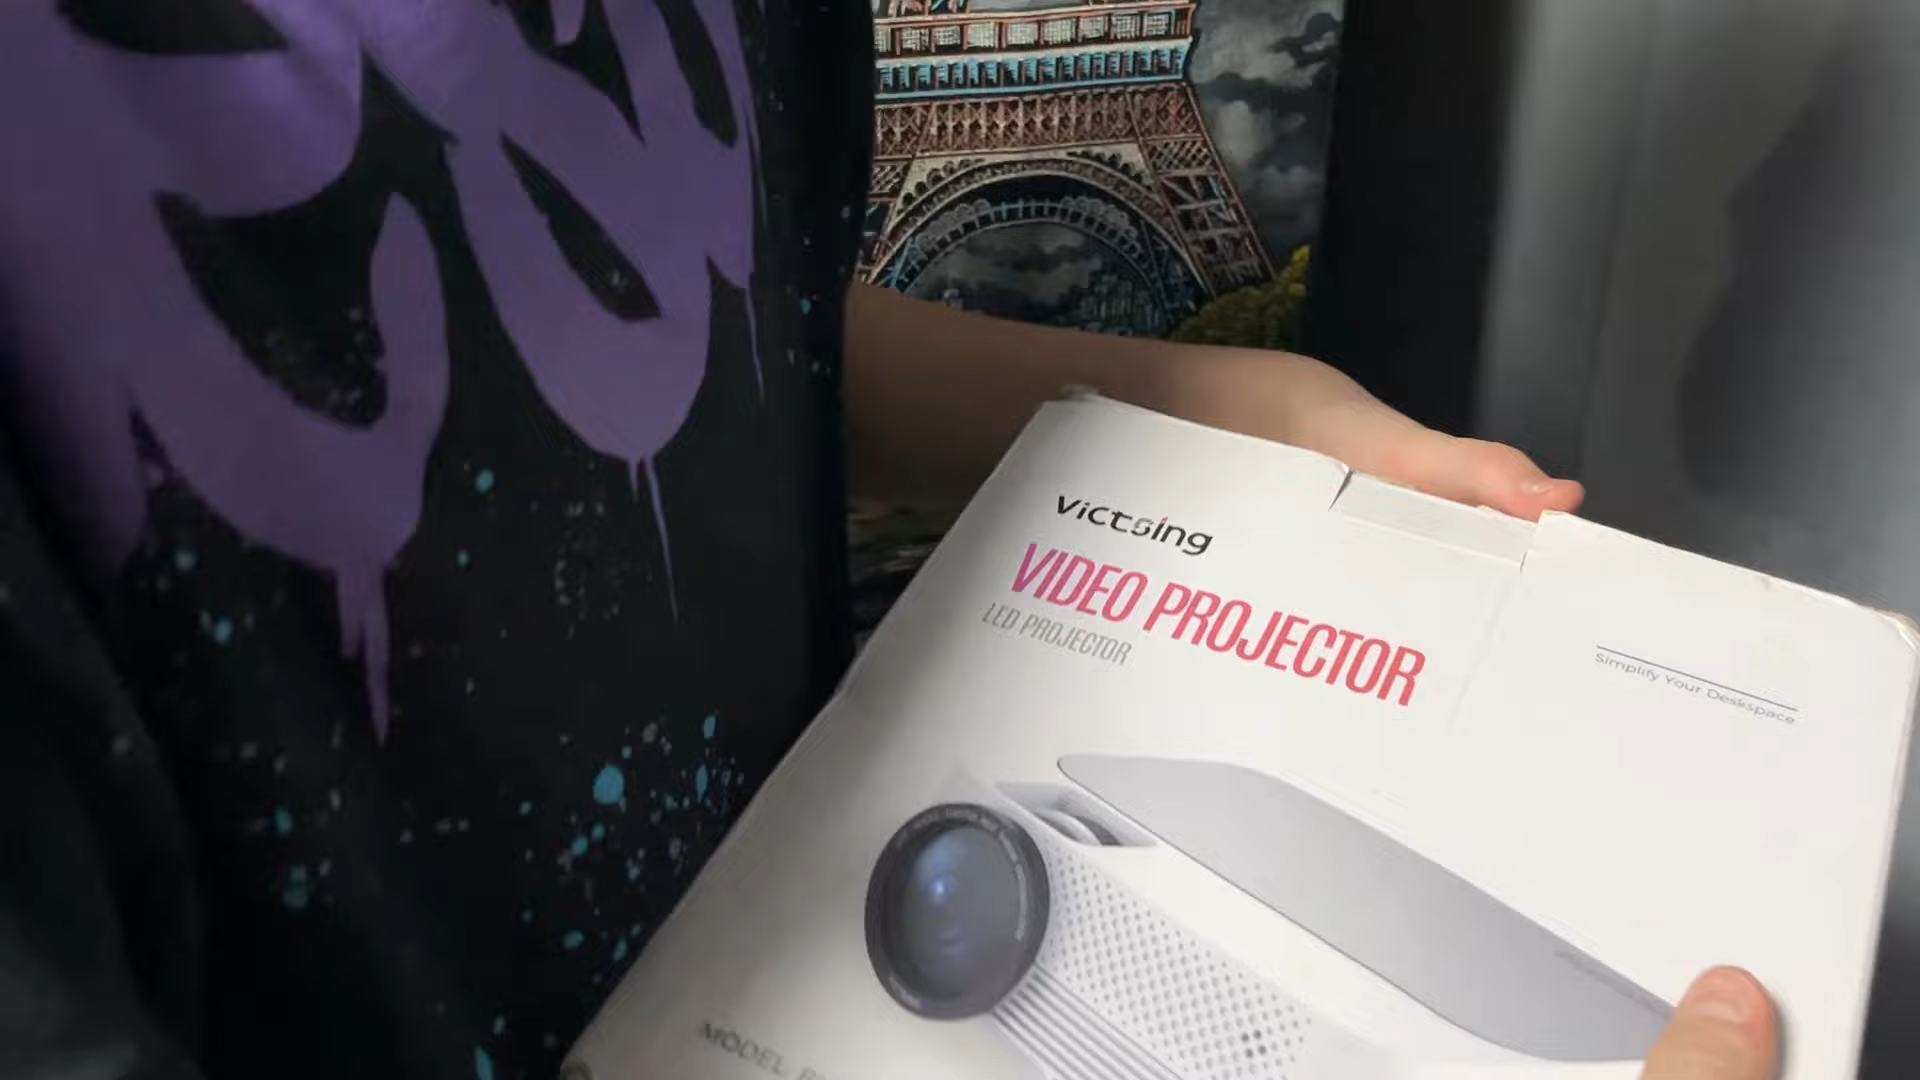 Victsing
VIDEO PROJECTOR
LED PROJECTOR
Simplify Your Deskspace
MODEL